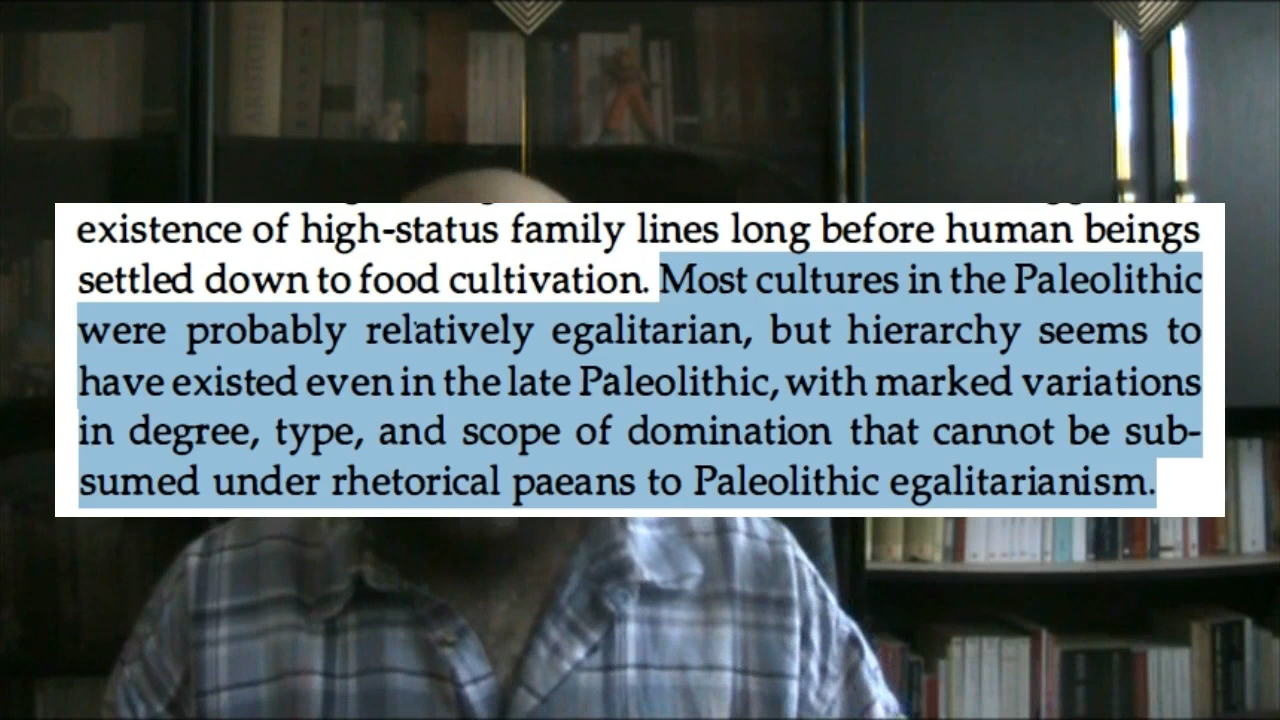 ARISTOTE
existence of high-status family lines long before human beings
settled down to food cultivation. Most cultures in the Paleolithic
were probably relatively egalitarian, but hierarchy seems to
have existed even in the late Paleolithic, with marked variations
in degree, type, and scope of domination that cannot be sub-
sumed under rhetorical paeans to Paleolithic egalitarianism.